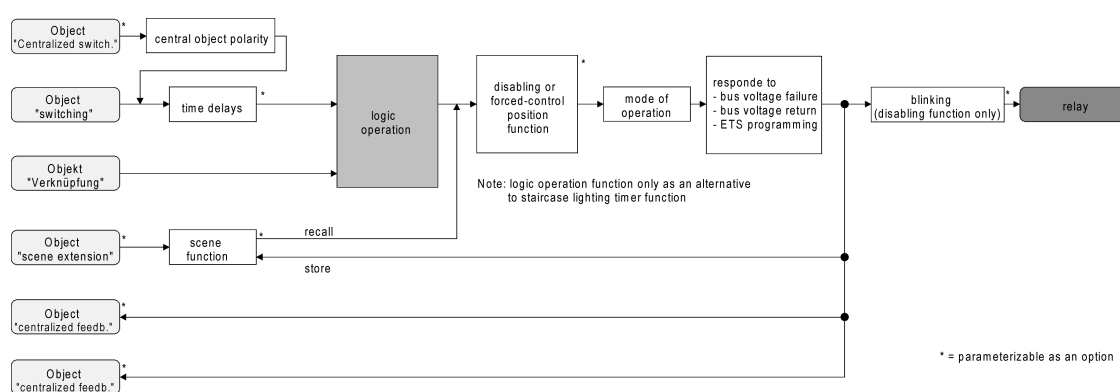 Object
"Centralized switch."
*
central object polarity
Object
"switching"
time delays
*
logic
operation
disabling or
forced-control
position
function
*
mode of
operation
responde to
- bus voltage failure
- bus voltage return
- ETS programming
blinking
(disabling function only)
*
relay
Objekt
"Verknüpfung"
Note: logic operation function only as an alternative
to staircase lighting timer function
Object
"scene extension"
*
scene
function
*
recall
store
Object
"centralized feedb."
*
Object
"centralized feedb."
*
* = parameterizable as an option